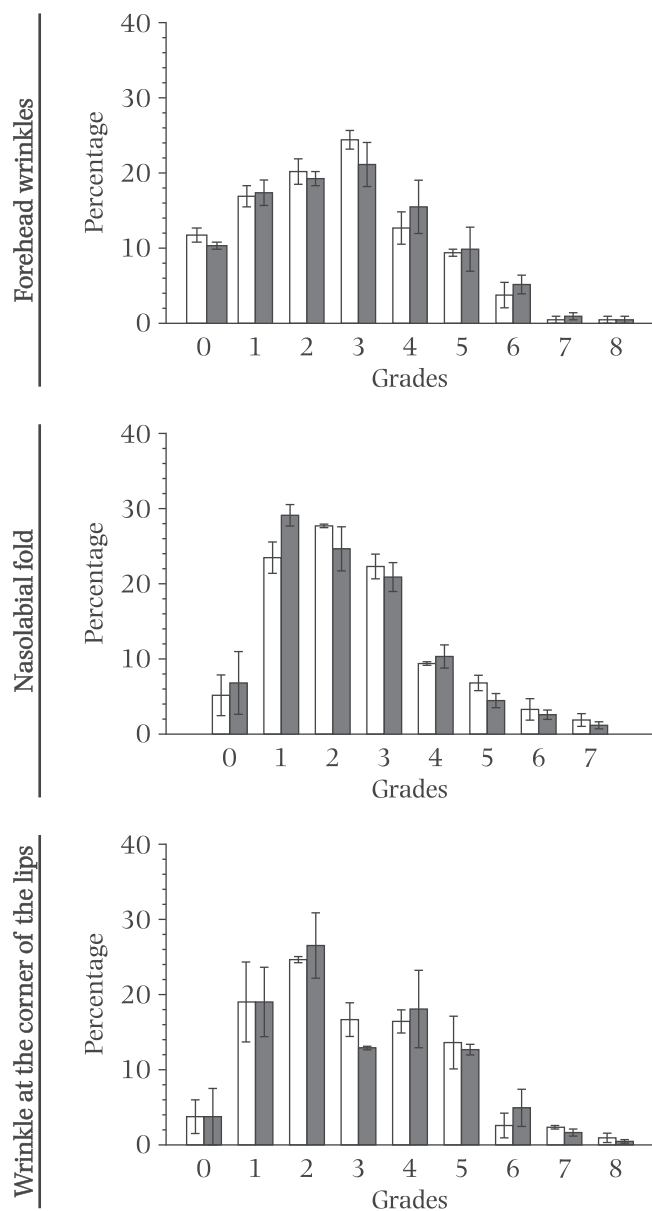 Forehead wrinkles
Percentage
40
30
20
10
0
0 1 2 3 4 5 6 7 8
Grades
Nasolabial fold
Percentage
40
30
20
10
0
0 1 2 3 4 5 6 7
Grades
Wrinkle at the corner of the lips
Percentage
40
30
20
10
0
0 1 2 3 4 5 6 7 8
Grades